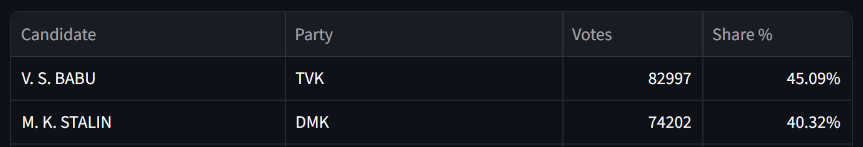 Candidate Party Votes Share %
V. S. BABU TVK 82997 45.09%
M. K. STALIN DMK 74202 40.32%